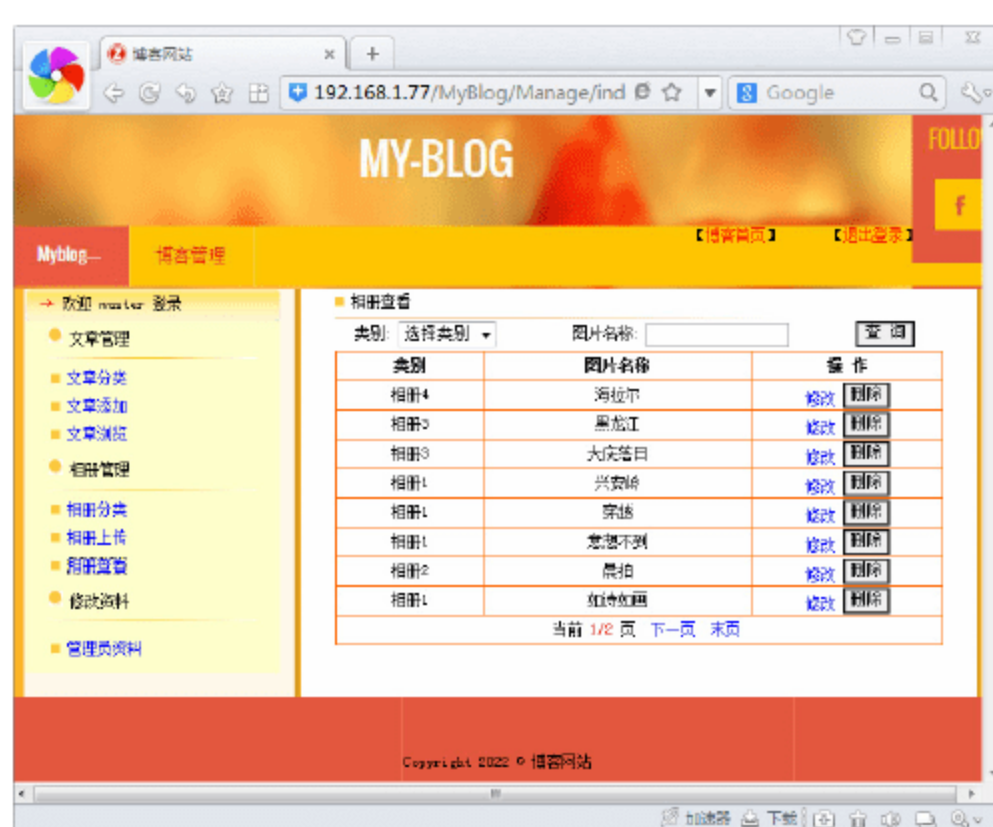 博客网站
192.168.1.77/MyBlog/Manage/ind
Google
MY-BLOG
FOLLO
f
【博客首页】 【退出登录】
Myblog— 博客管理
→ 欢迎 master 登录
文章管理
文章分类
文章添加
文章浏览
相册管理
相册分类
相册上传
相册查看
修改资料
管理员资料
相册查看
类别: 选择类别 图片名称: 查 询
类别 图片名称 操 作
相册4 海拉尔 修改 删除
相册3 黑龙江 修改 删除
相册3 大庆落日 修改 删除
相册1 兴安岭 修改 删除
相册1 穿越 修改 删除
相册1 意想不到 修改 删除
相册2 晨拍 修改 删除
相册1 如诗如画 修改 删除
当前 1/2 页 下一页 末页
Copyright 2022 © 博客网站
加速器 下载